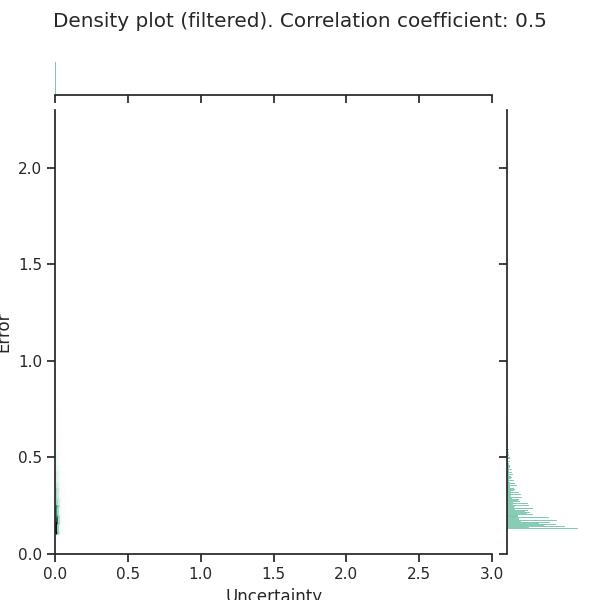 Density plot (filtered). Correlation coefficient: 0.5
2.0
1.5
Error
1.0
0.5
0.0
0.0 0.5 1.0 1.5 2.0 2.5 3.0
Uncertainty